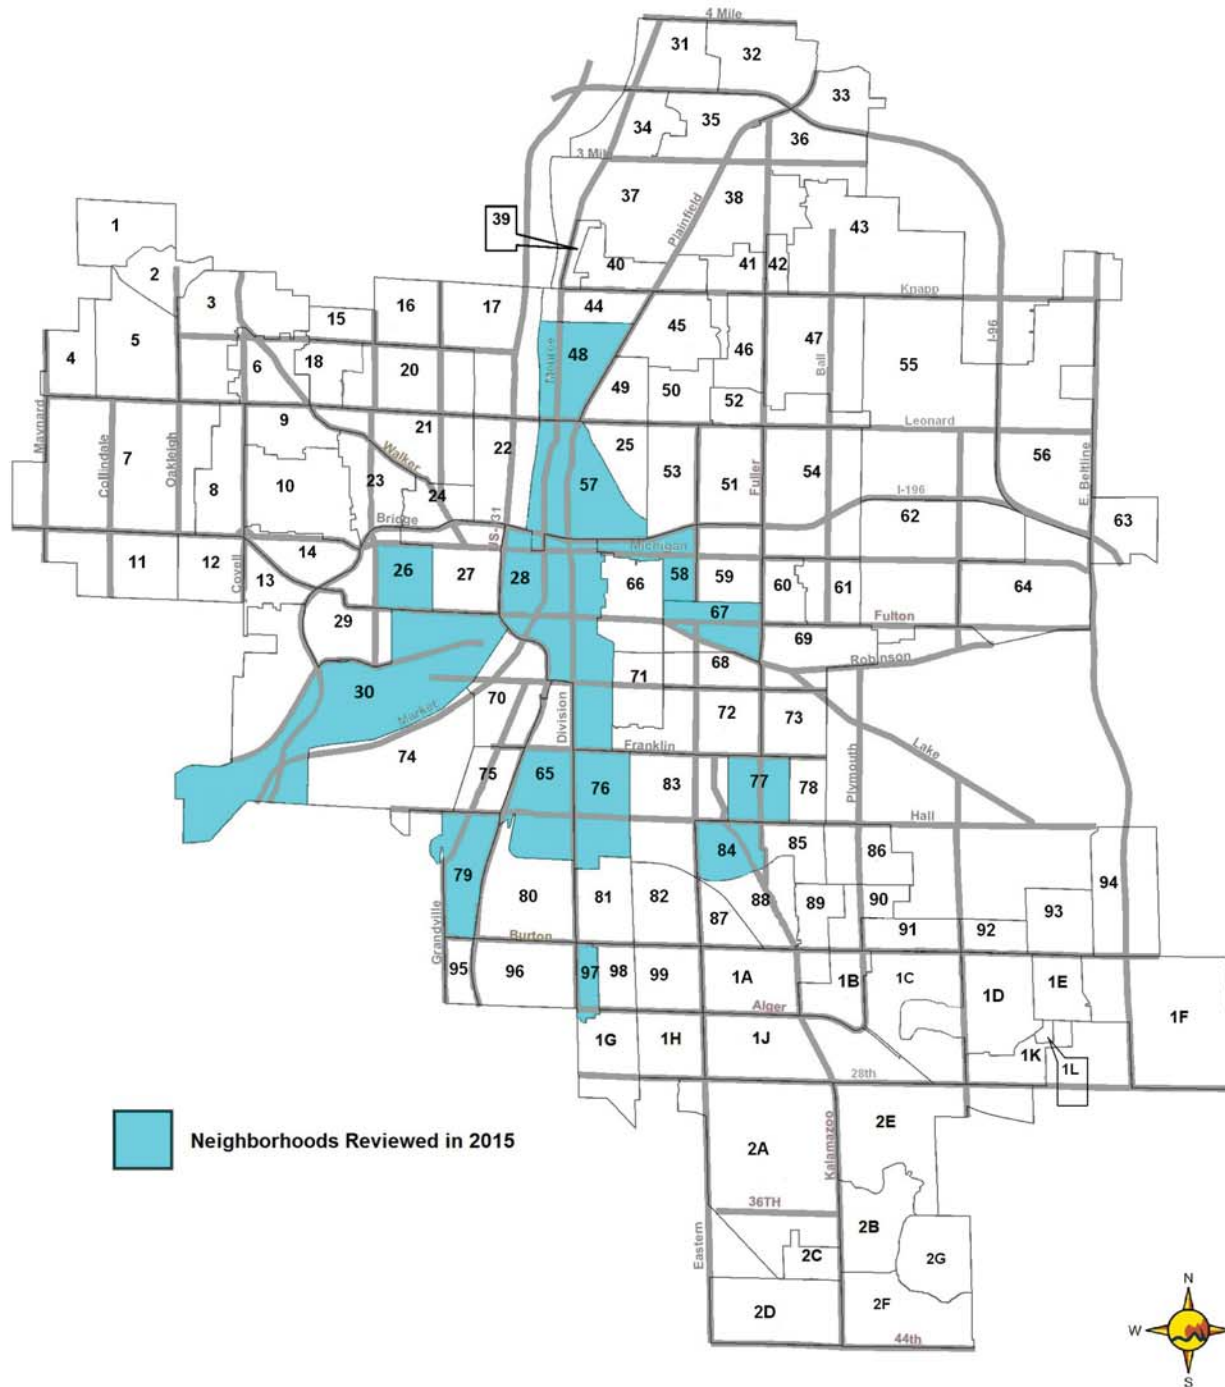 4 Mile
31
32
33
34
35
36
3 Mile
37
38
Plainfield
39
43
1
2
3
40
41
42
Knapp
15
16
17
44
45
46
47
Ball
I-96
4
5
6
18
20
48
Monroe
49
50
52
55
Leonard
Maynard
Collindale
Oakleigh
7
8
9
10
Walker
21
22
23
24
25
53
51
Fuller
54
56
E. Beltline
57
I-196
62
63
Bridge
US-131
Michigan
11
12
Covell
13
14
26
27
28
66
58
59
60
61
64
67
Fulton
29
69
Robinson
30
71
68
70
Market
Division
72
73
Plymouth
Lake
Franklin
74
75
65
76
83
77
78
Hall
84
85
86
79
80
81
82
87
88
89
90
94
93
Grandville
Burton
91
92
95
96
97
98
99
1A
1B
1C
1D
1E
1F
Alger
1G
1H
1J
1K
1L
28th
Neighborhoods Reviewed in 2015
2A
Kalamazoo
2E
36TH
Eastern
2B
2C
2G
2D
2F
44th
N
W
S